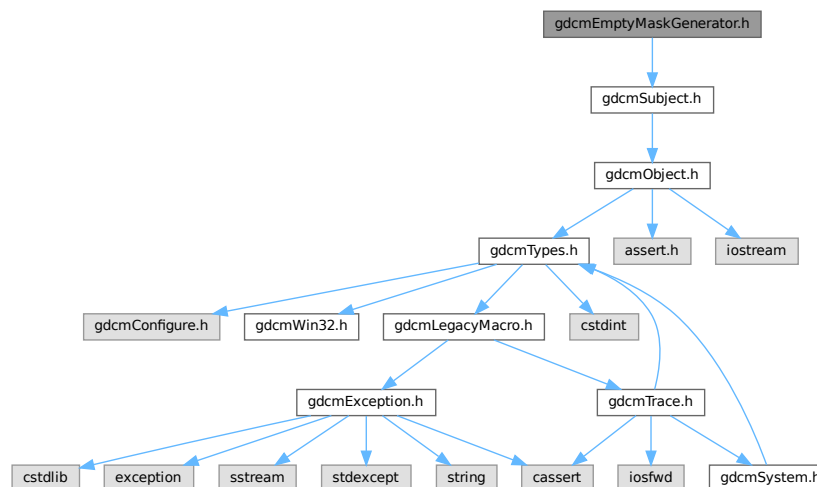 gdcmEmptyMaskGenerator.h
gdcmSubject.h
gdcmObject.h
gdcmTypes.h
assert.h
iostream
gdcmConfigure.h
gdcmWin32.h
gdcmLegacyMacro.h
cstdint
gdcmException.h
gdcmTrace.h
cstdlib
exception
sstream
stdexcept
string
cassert
iosfwd
gdcmSystem.h